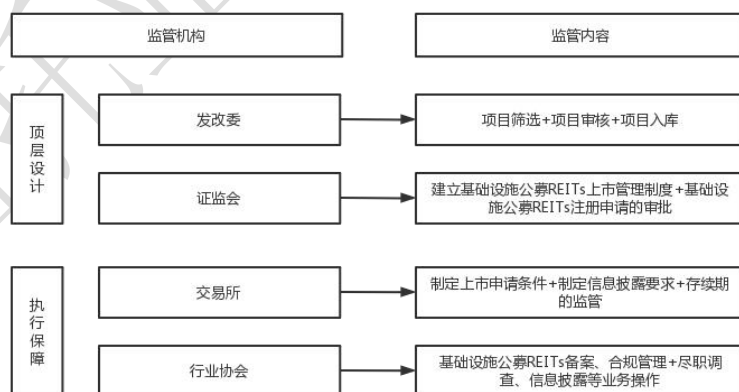 监管机构
监管内容
顶层设计
发改委
项目筛选+项目审核+项目入库
证监会
建立基础设施公募REITs上市管理制度+基础设
施公募REITs注册申请的审批
执行保障
交易所
制定上市申请条件+制定信息披露要求+存续期
的监管
行业协会
基础设施公募REITs备案、合规管理+尽职调
查、信息披露等业务操作